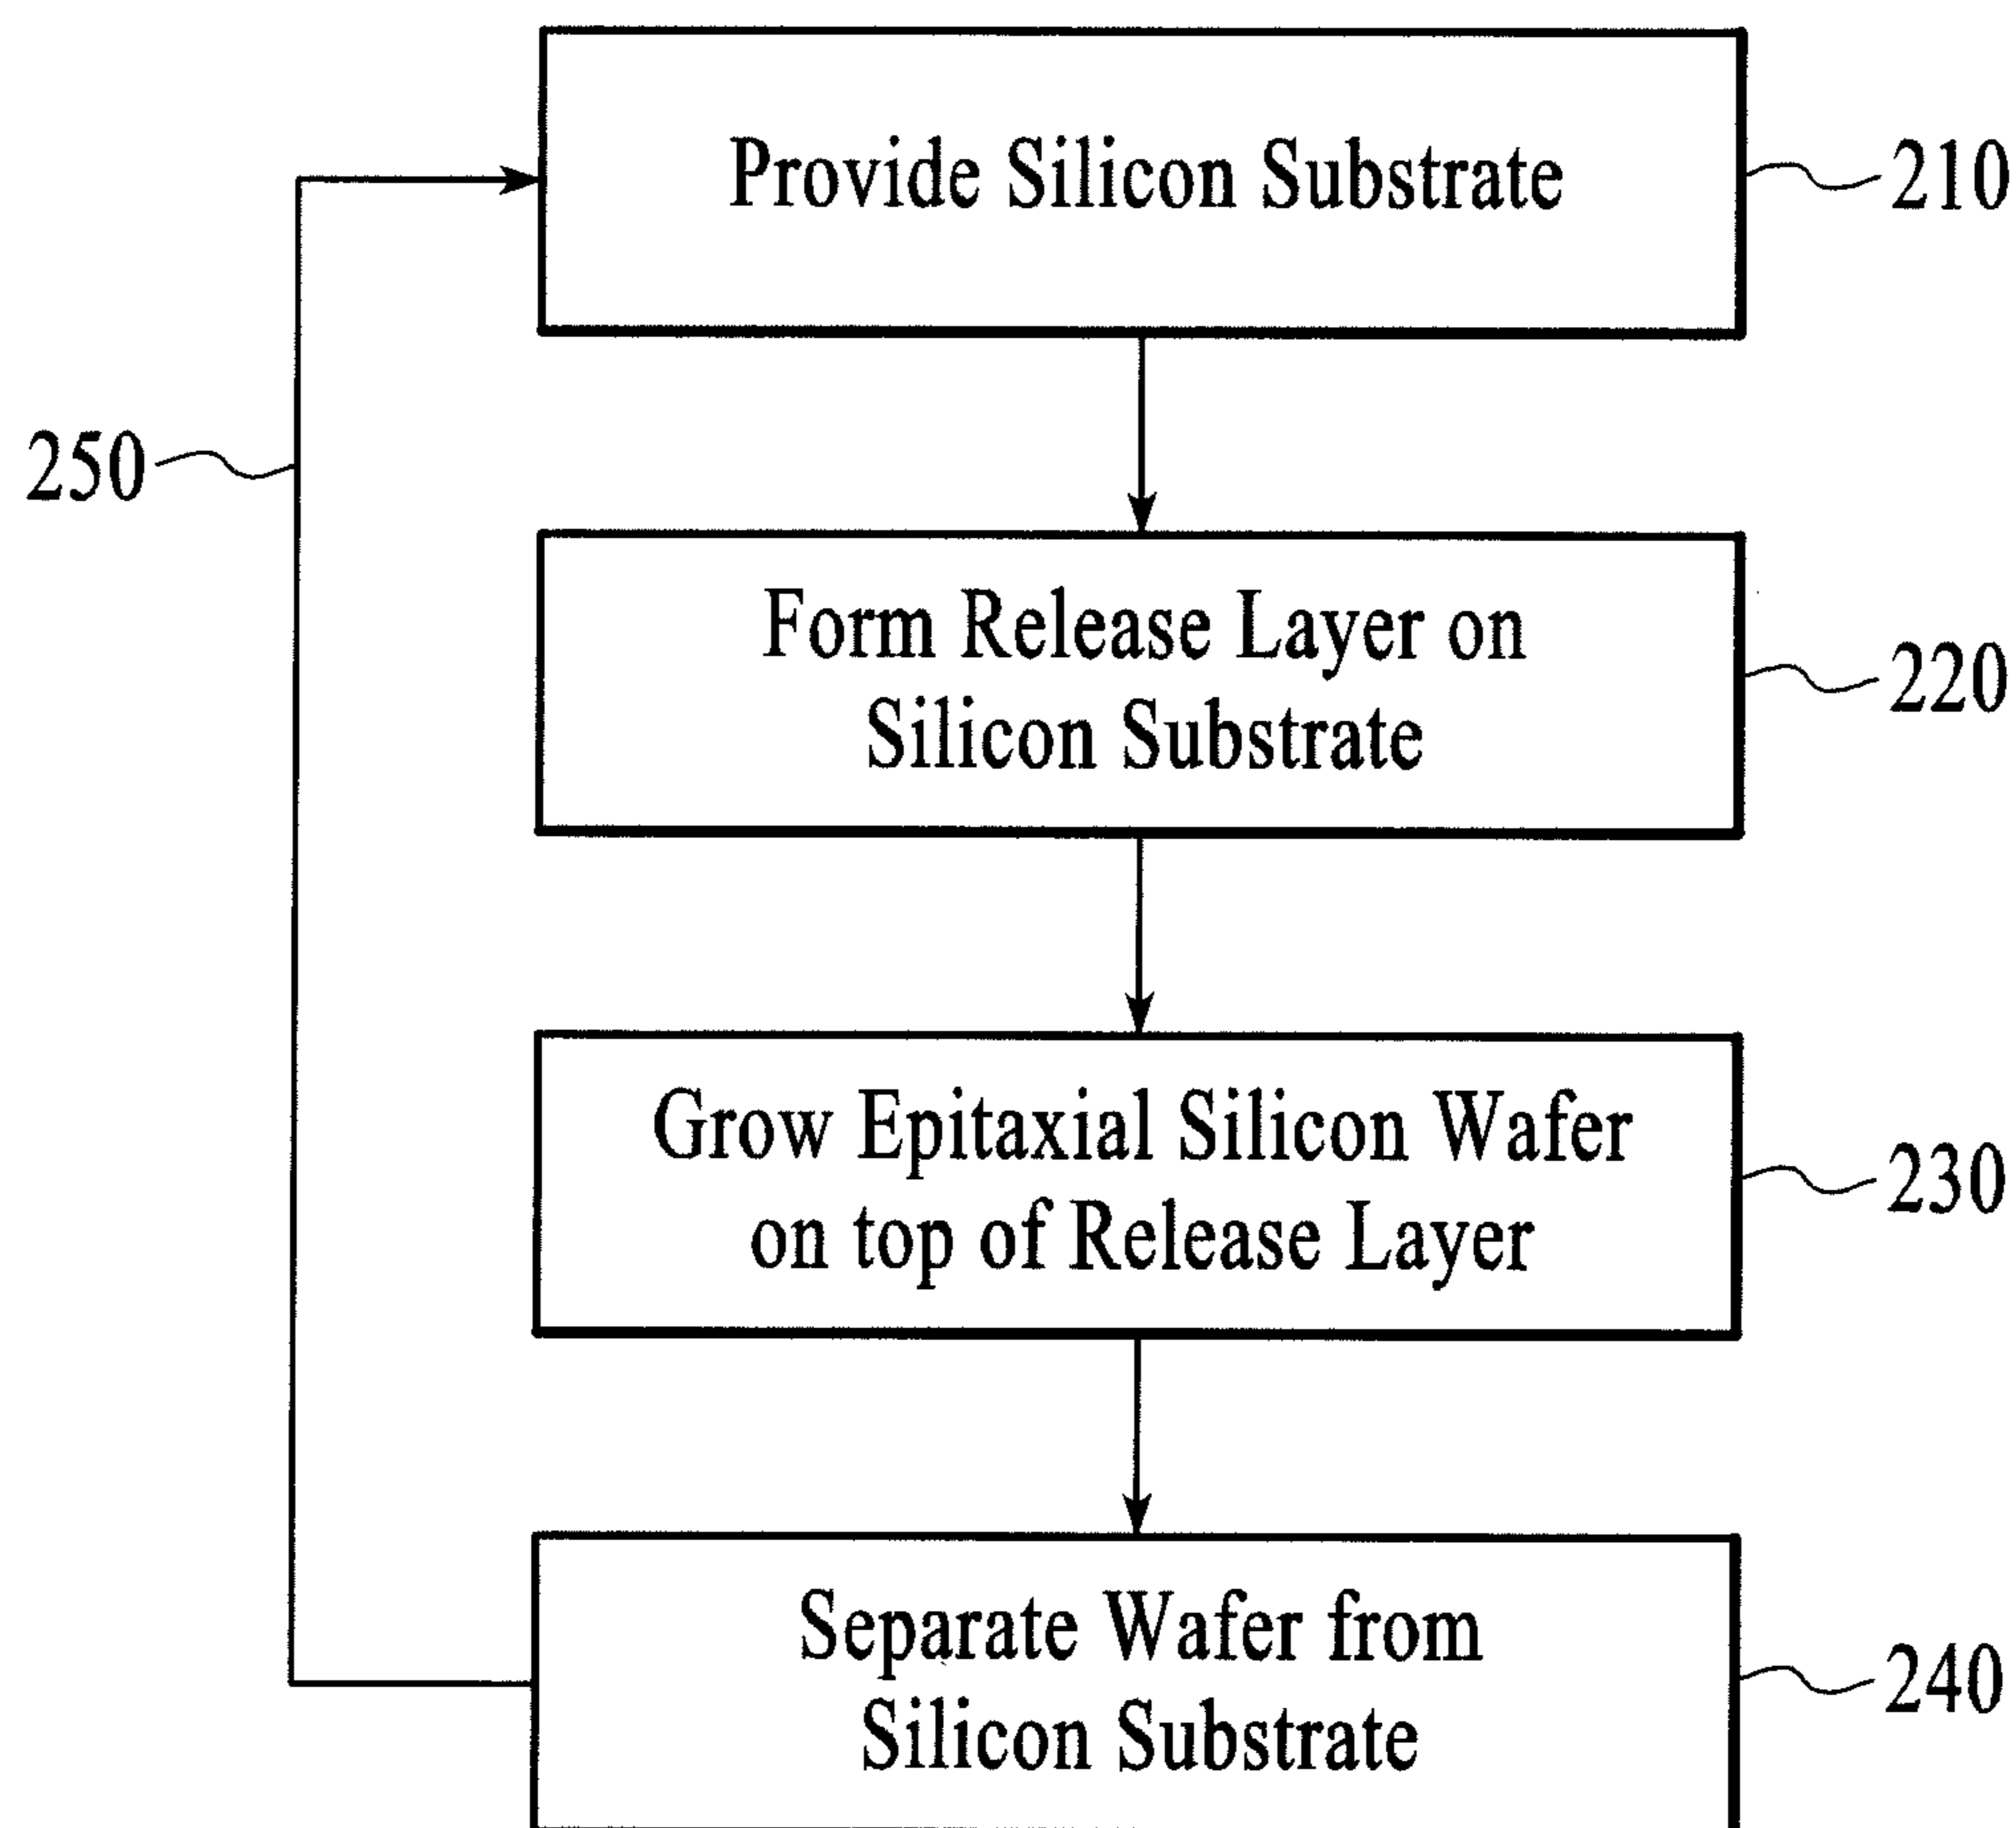 Provide Silicon Substrate
210
250
Form Release Layer on
Silicon Substrate
220
Grow Epitaxial Silicon Wafer
on top of Release Layer
230
Separate Wafer from
Silicon Substrate
240